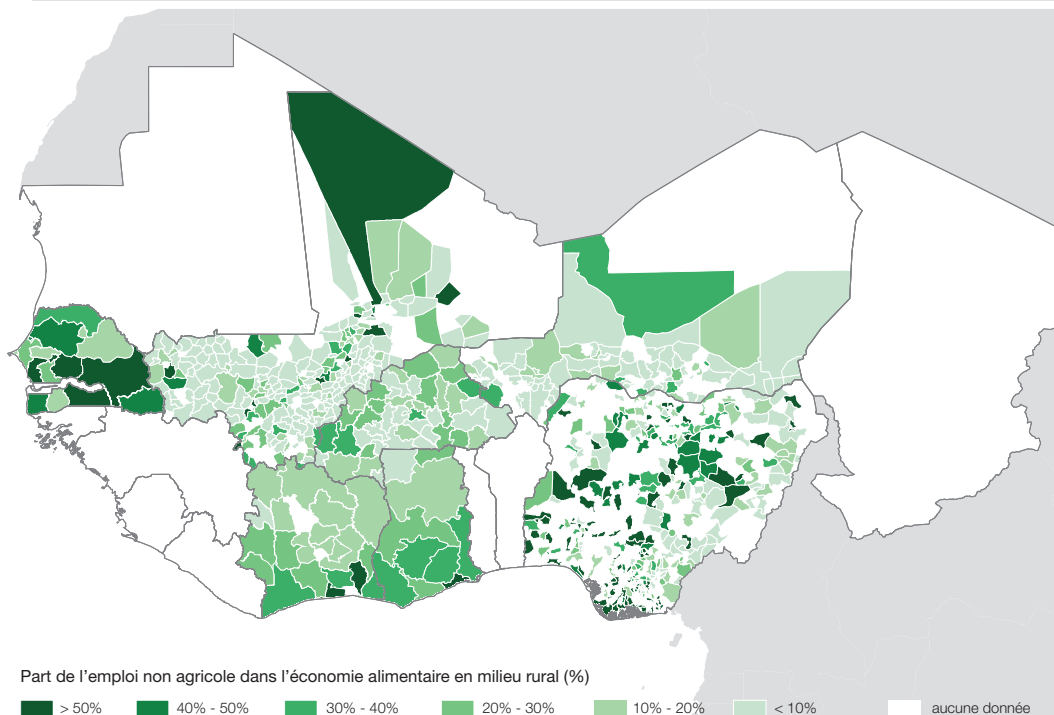 Part de l’emploi non agricole dans l’économie alimentaire en milieu rural (%)
> 50% 40% - 50% 30% - 40% 20% - 30% 10% - 20% < 10% aucune donnée